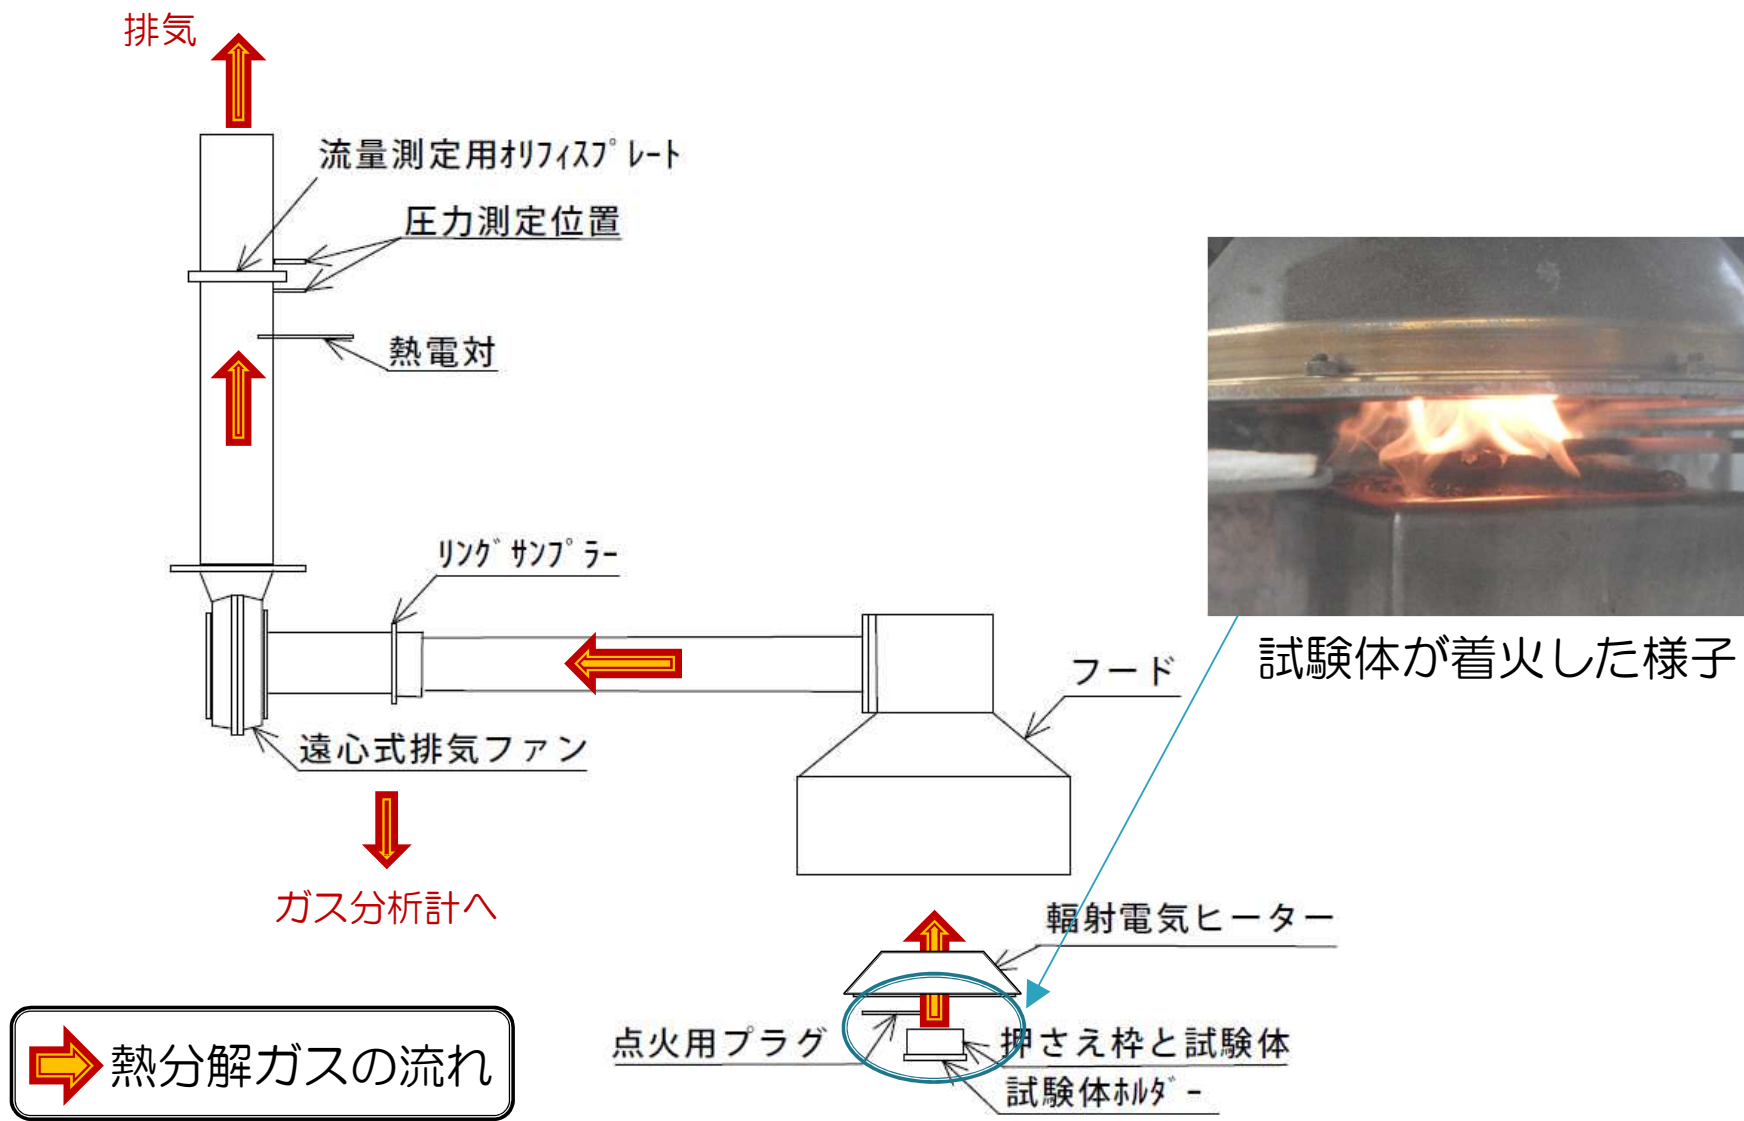 排気
流量測定用ｵﾘﾌｨｽﾌﾟﾚｰﾄ
圧力測定位置
熱電対
ﾘﾝｸﾞｻﾝﾌﾟﾗｰ
試験体が着火した様子
フード
遠心式排気ファン
ガス分析計へ
輻射電気ヒーター
点火用プラグ
押さえ枠と試験体
熱分解ガスの流れ
試験体ﾎﾙﾀﾞｰ